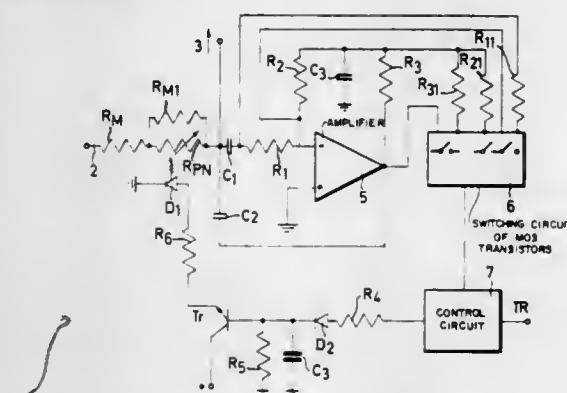 R11
3
R2
C3
R3
R21
R31
RM1
RM
AMPLIFIER
2
RPN
C1
R1
5
D1
C2
6
R6
SWITCHING CIRCUI
OF MOS
TRANSISTORS
7
Tr
R4
CONTROL
CIRCUIT
TR
D2
R5
C3